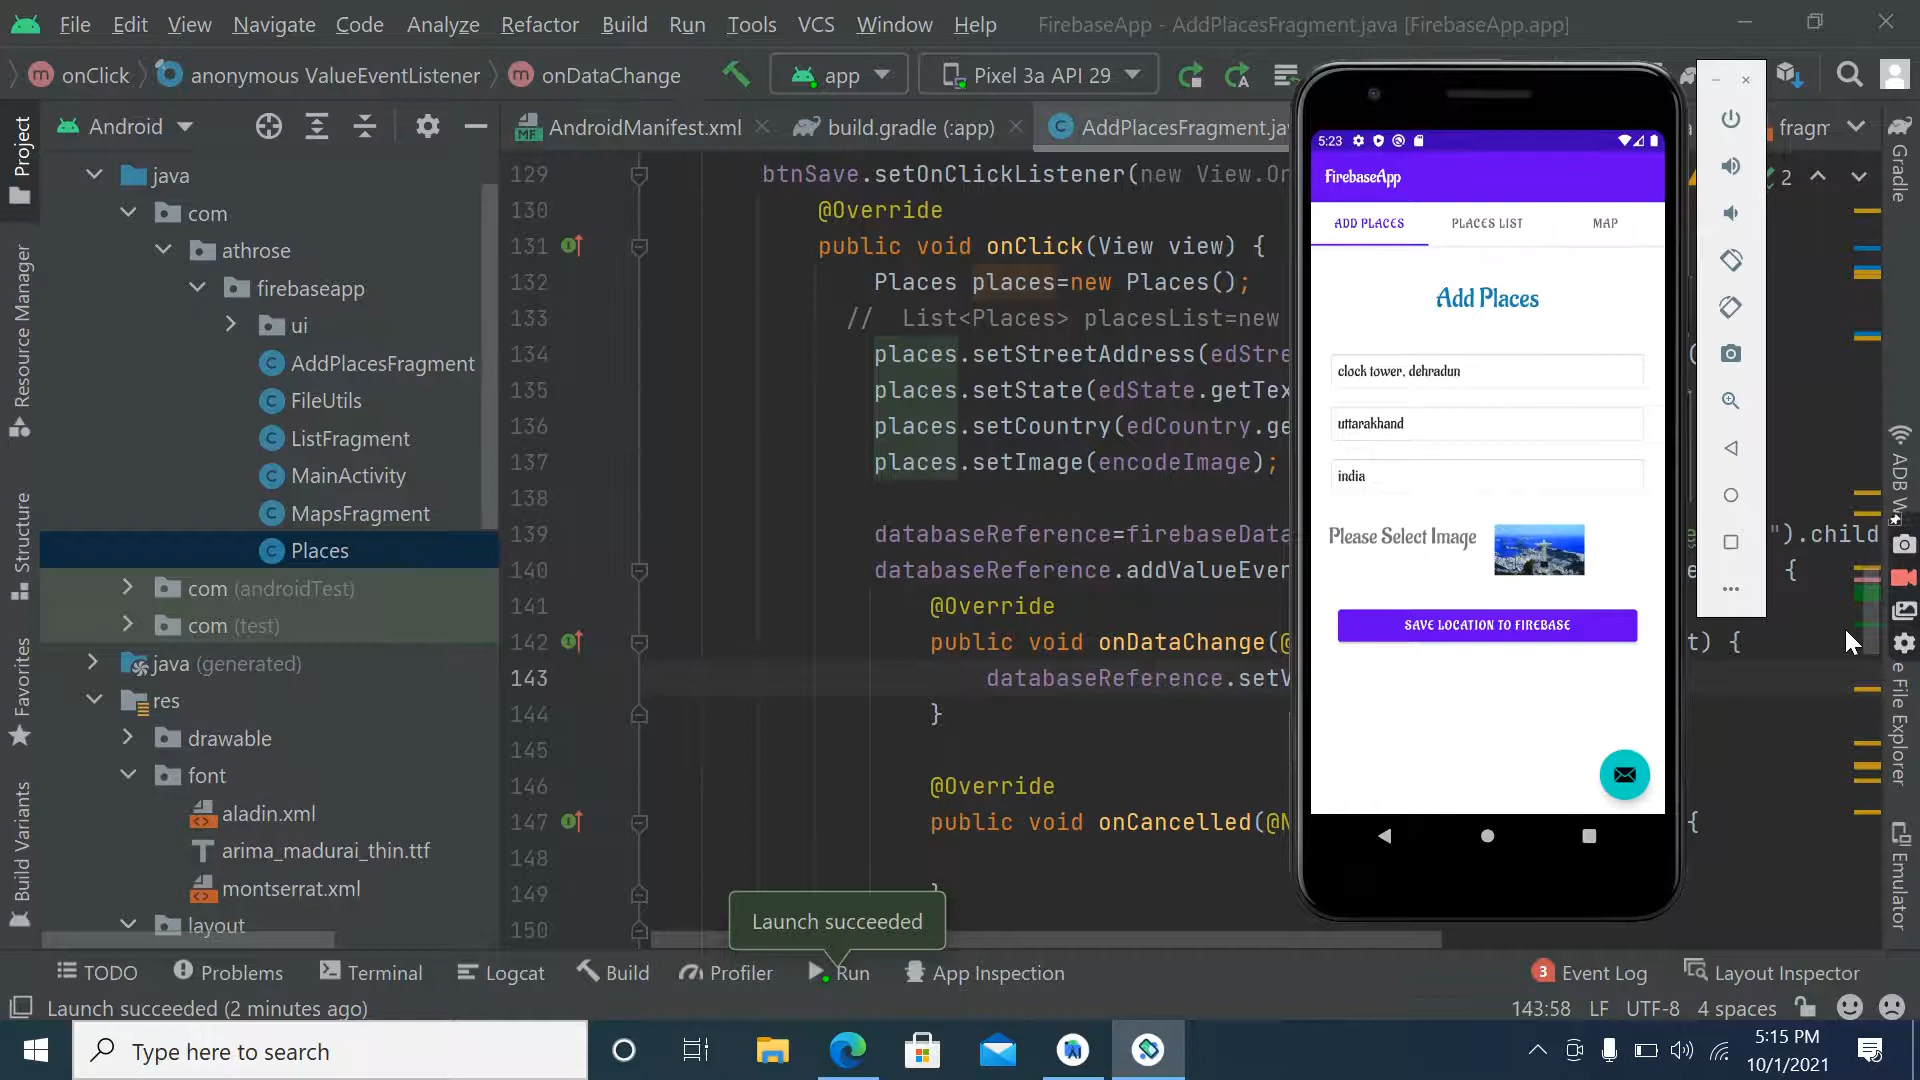 File Edit View Navigate Code Analyze Refactor Build Run Tools VCS Window Help FirebaseApp - AddPlacesFragment.java [FirebaseApp.app]
onClick anonymous ValueEventListener onDataChange app Pixel 3a API 29
Project
Resource Manager
Structure
Favorites
Build Variants
Android
java
com
athrose
firebaseapp
ui
AddPlacesFragment
FileUtils
ListFragment
MainActivity
MapsFragment
Places
com (androidTest)
com (test)
java (generated)
res
drawable
font
aladin.xml
arima_madurai_thin.ttf
montserrat.xml
layout
AndroidManifest.xml build.gradle (:app) AddPlacesFragment.ja fragm
2
129 btnSave.setOnClickListener(new View.On
130 @Override
131 public void onClick(View view) {
132 Places places=new Places();
133 // List<Places> placesList=new
134 places.setStreetAddress(edStre
135 places.setState(edState.getTex
136 places.setCountry(edCountry.ge
137 places.setImage(encodeImage);
138
139 databaseReference=firebaseData ").child
140 databaseReference.addValueEven {
141 @Override
142 public void onDataChange(@ t) {
143 databaseReference.setV
144 }
145
146 @Override
147 public void onCancelled(@N {
148
149 }
150
5:23
FirebaseApp
ADD PLACES PLACES LIST MAP
Add Places
clock tower, dehradun
uttarakhand
india
Please Select Image
SAVE LOCATION TO FIREBASE
Gradle
ADB W
e File Explorer
Emulator
Launch succeeded
TODO Problems Terminal Logcat Build Profiler Run App Inspection 3 Event Log Layout Inspector
Launch succeeded (2 minutes ago) 143:58 LF UTF-8 4 spaces
Type here to search
5:15 PM
10/1/2021